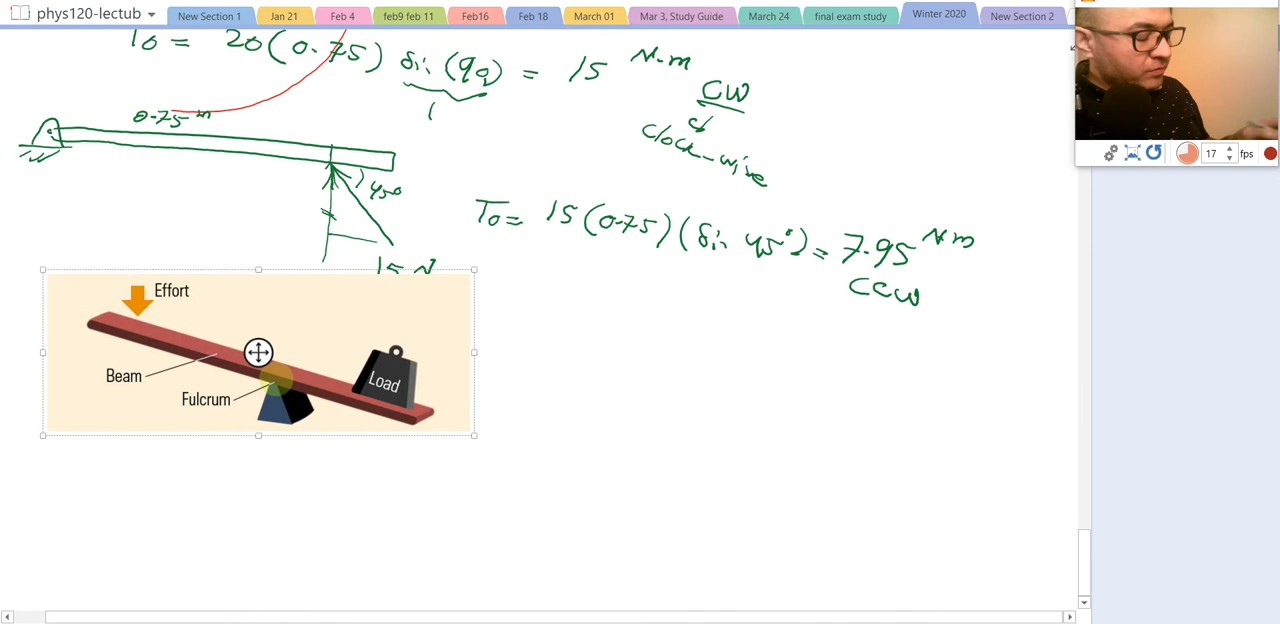 phys120-lectub
New Section 1
Jan 21
Feb 4
feb9 feb 11
Feb16
Feb 18
March 01
Mar 3, Study Guide
March 24
final exam study
Winter 2020
New Section 2
17 fps
To = 20(0.75) sin(90) = 15 N.m
1
CW
clock-wise
0.75 m
45°
To = 15(0.75)(sin 45°) = 7.95 N m
CCW
15 N
Effort
Beam
Fulcrum
Load